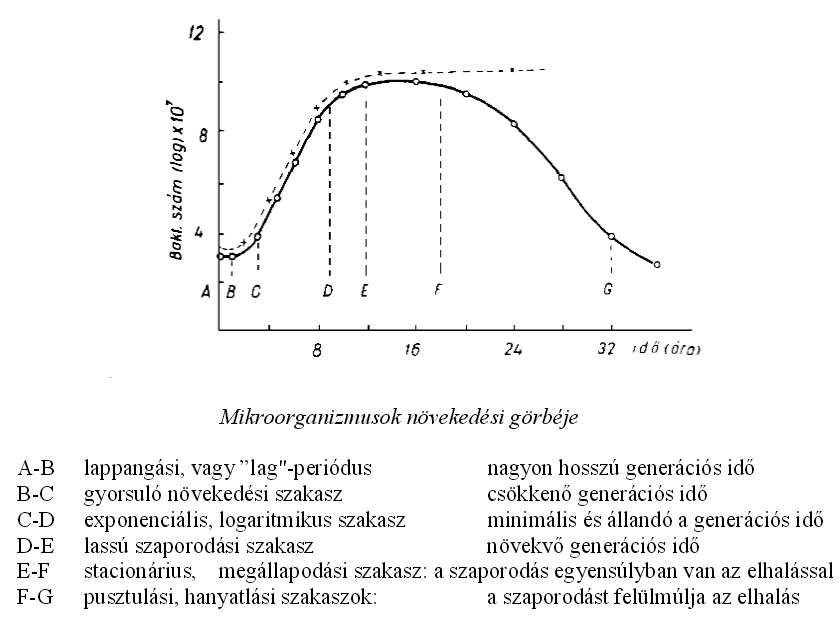 12
8
4
Bakt. szám (log) x 10⁷
A B C D E F G
8 16 24 32 idő (óra)
Mikroorganizmusok növekedési görbéje
A-B lappangási, vagy ”lag"-periódus nagyon hosszú generációs idő
B-C gyorsuló növekedési szakasz csökkenő generációs idő
C-D exponenciális, logaritmikus szakasz minimális és állandó a generációs idő
D-E lassú szaporodási szakasz növekvő generációs idő
E-F stacionárius, megállapodási szakasz: a szaporodás egyensúlyban van az elhalással
F-G pusztulási, hanyatlási szakaszok: a szaporodást felülmúlja az elhalás